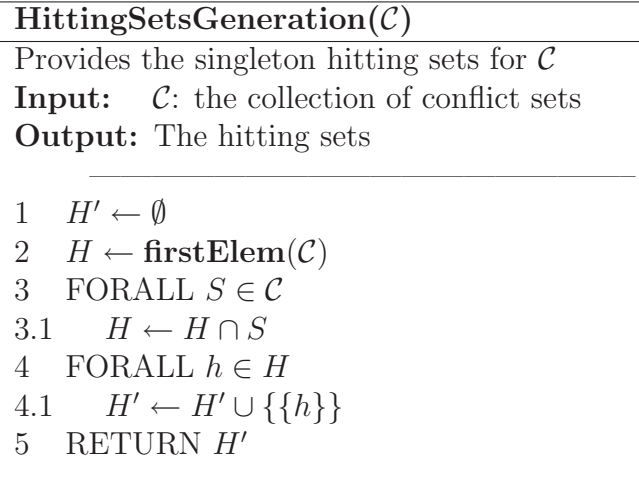 HittingSetsGeneration(𝒞)
Provides the singleton hitting sets for 𝒞
Input: 𝒞: the collection of conflict sets
Output: The hitting sets
1 H′ ← ∅
2 H ← firstElem(𝒞)
3 FORALL S ∈ 𝒞
3.1 H ← H ∩ S
4 FORALL h ∈ H
4.1 H′ ← H′ ∪ {{h}}
5 RETURN H′